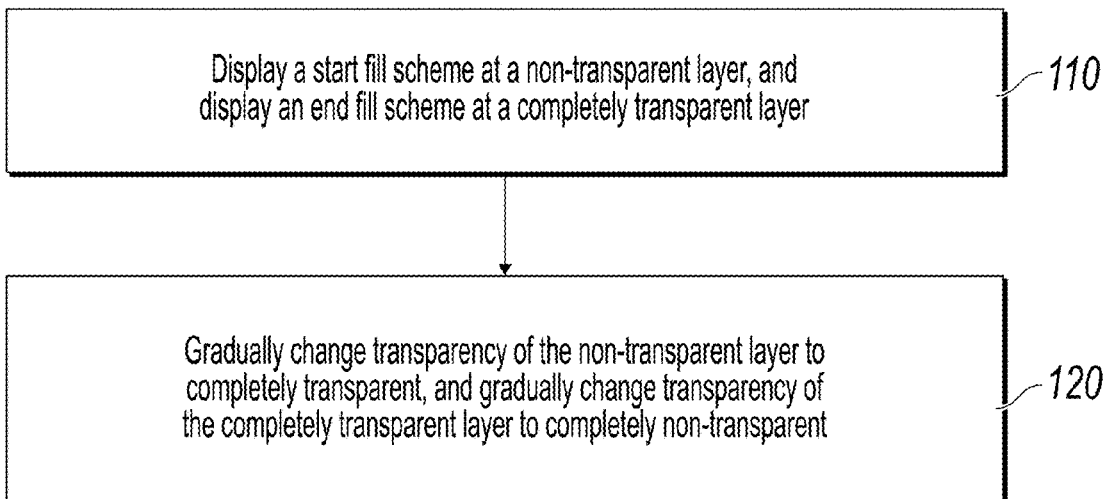 Display a start fill scheme at a non-transparent layer, and
display an end fill scheme at a completely transparent layer
110
Gradually change transparency of the non-transparent layer to
completely transparent, and gradually change transparency of
the completely transparent layer to completely non-transparent
120